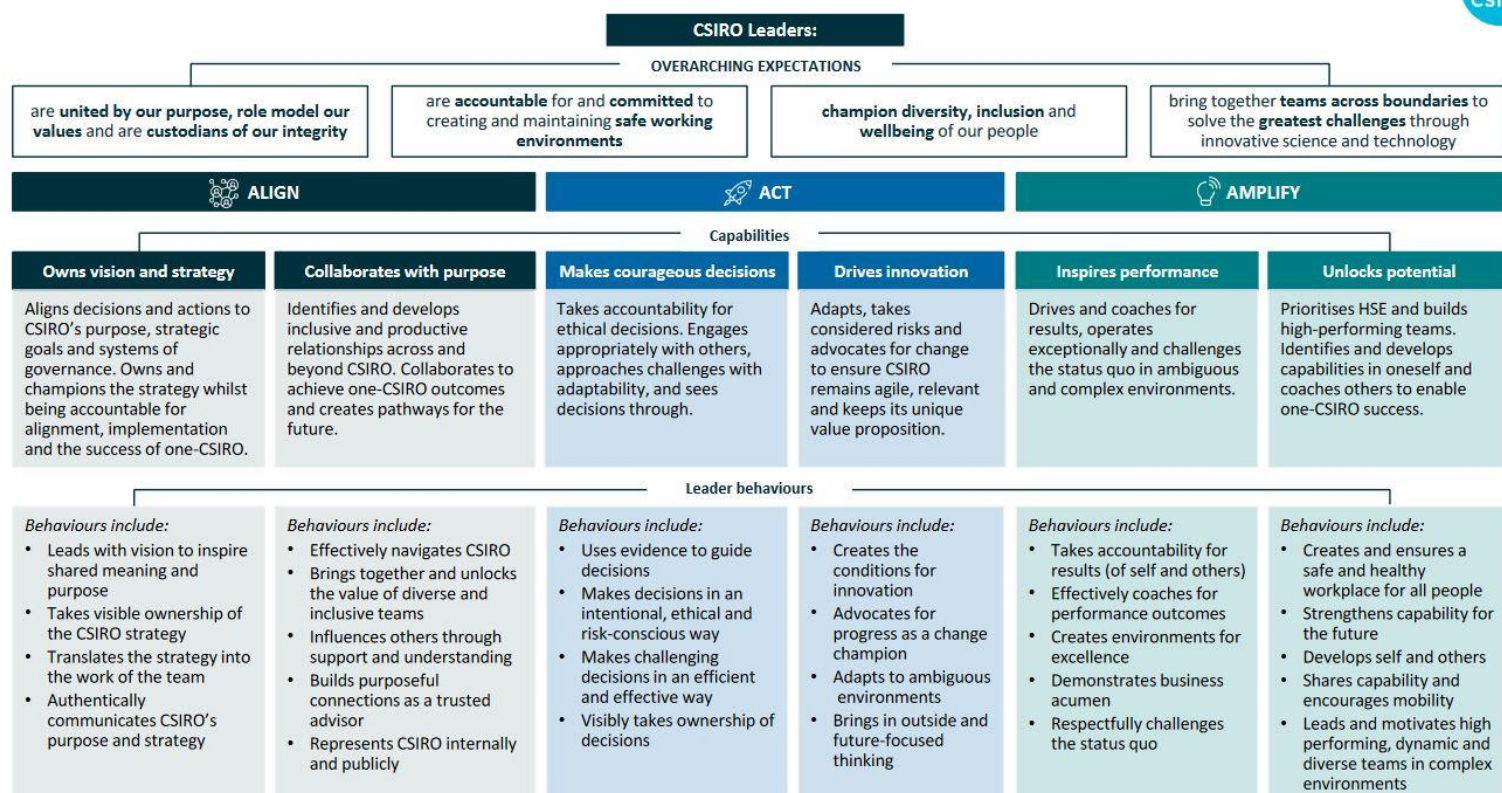 CSIRO Leaders:
OVERARCHING EXPECTATIONS
are united by our purpose, role model our
values and are custodians of our integrity
are accountable for and committed to
creating and maintaining safe working
environments
champion diversity, inclusion and
wellbeing of our people
bring together teams across boundaries to
solve the greatest challenges through
innovative science and technology
ALIGN
ACT
AMPLIFY
Capabilities
Owns vision and strategy
Aligns decisions and actions to
CSIRO's purpose, strategic
goals and systems of
governance. Owns and
champions the strategy whilst
being accountable for
alignment, implementation
and the success of one-CSIRO.
Collaborates with purpose
Identifies and develops
inclusive and productive
relationships across and
beyond CSIRO. Collaborates to
achieve one-CSIRO outcomes
and creates pathways for the
future.
Makes courageous decisions
Takes accountability for
ethical decisions. Engages
appropriately with others,
approaches challenges with
adaptability, and sees
decisions through.
Drives innovation
Adapts, takes
considered risks and
advocates for change
to ensure CSIRO
remains agile, relevant
and keeps its unique
value proposition.
Inspires performance
Drives and coaches for
results, operates
exceptionally and challenges
the status quo in ambiguous
and complex environments.
Unlocks potential
Prioritises HSE and builds
high-performing teams.
Identifies and develops
capabilities in oneself and
coaches others to enable
one-CSIRO success.
Leader behaviours
Behaviours include:
• Leads with vision to inspire
shared meaning and
purpose
• Takes visible ownership of
the CSIRO strategy
• Translates the strategy into
the work of the team
• Authentically
communicates CSIRO's
purpose and strategy
Behaviours include:
• Effectively navigates CSIRO
• Brings together and unlocks
the value of diverse and
inclusive teams
• Influences others through
support and understanding
• Builds purposeful
connections as a trusted
advisor
• Represents CSIRO internally
and publicly
Behaviours include:
• Uses evidence to guide
decisions
• Makes decisions in an
intentional, ethical and
risk-conscious way
• Makes challenging
decisions in an efficient
and effective way
• Visibly takes ownership of
decisions
Behaviours include:
• Creates the
conditions for
innovation
• Advocates for
progress as a change
champion
• Adapts to ambiguous
environments
• Brings in outside and
future-focused
thinking
Behaviours include:
• Takes accountability for
results (of self and others)
• Effectively coaches for
performance outcomes
• Creates environments for
excellence
• Demonstrates business
acumen
• Respectfully challenges
the status quo
Behaviours include:
• Creates and ensures a
safe and healthy
workplace for all people
• Strengthens capability for
the future
• Develops self and others
• Shares capability and
encourages mobility
• Leads and motivates high
performing, dynamic and
diverse teams in complex
environments